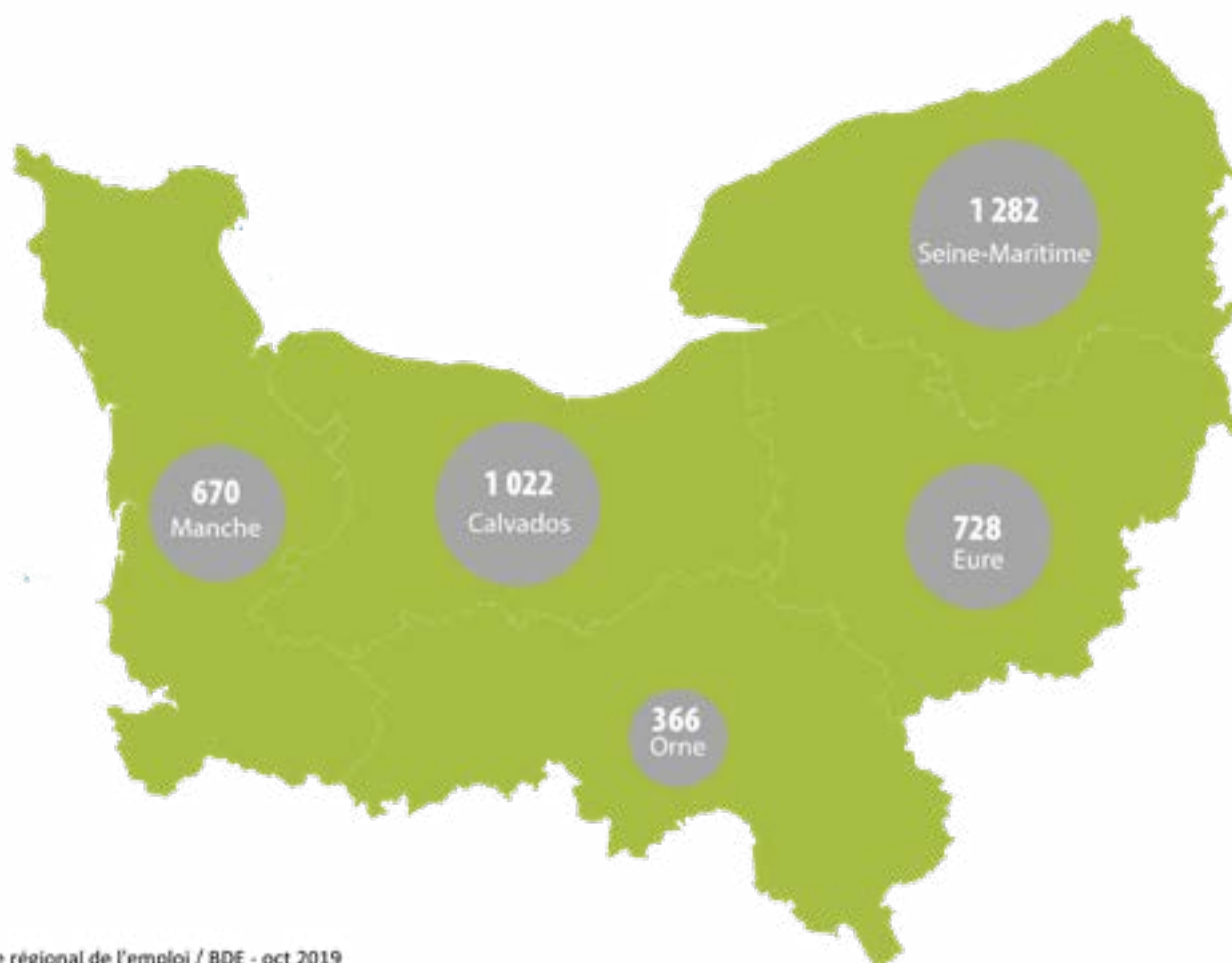 1 282
Seine-Maritime
670
Manche
1 022
Calvados
728
Eure
366
Orne
régional de l'emploi / BDE - oct 2019